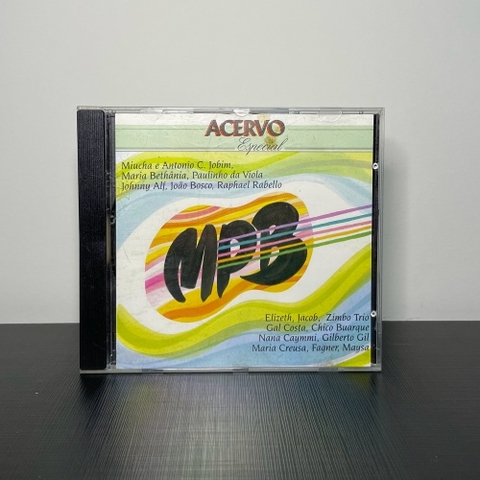 ACERVO
Especial
Miucha e Antonio C. Jobim,
Maria Bethânia, Paulinho da Viola
Johnny Alf, João Bosco, Raphael Rabello
MPB
Elizeth, Jacob, Zimbo Trio
Gal Costa, Chico Buarque
Nana Caymmi, Gilberto Gil
Maria Creusa, Fagner, Maysa